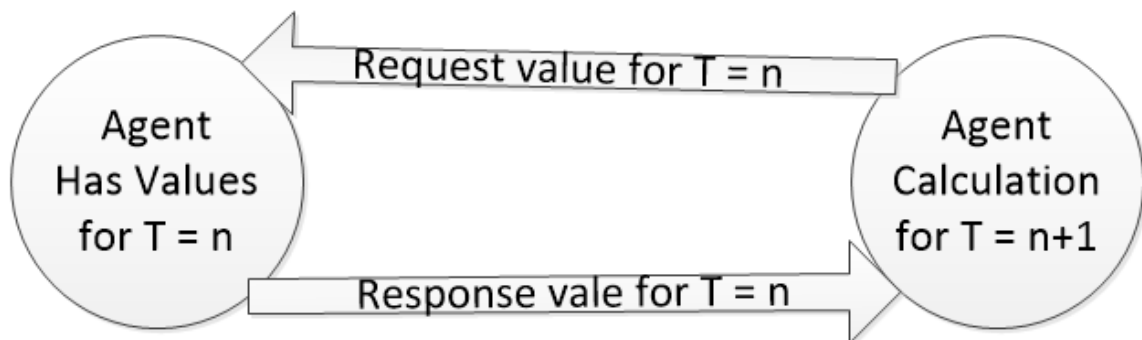 Request value for T = n
Agent
Has Values
for T = n
Agent
Calculation
for T = n+1
Response vale for T = n